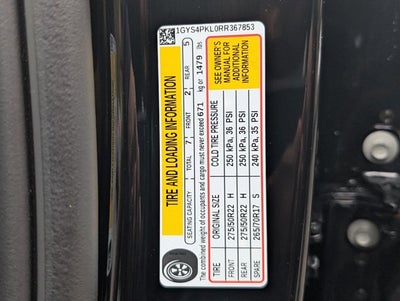 1GYS4PKL0RR367853
TIRE AND LOADING INFORMATION
SEATING CAPACITY TOTAL 7 FRONT 2 REAR 5
The combined weight of occupants and cargo must never exceed 671 kg or 1479 lbs
TIRE ORIGINAL SIZE COLD TIRE PRESSURE
FRONT 275/50R22 H 250 kPa, 36 PSI
REAR 275/50R22 H 250 kPa, 36 PSI
SPARE 265/70R17 S 240 kPa, 35 PSI
SEE OWNER'S
MANUAL FOR
ADDITIONAL
INFORMATION